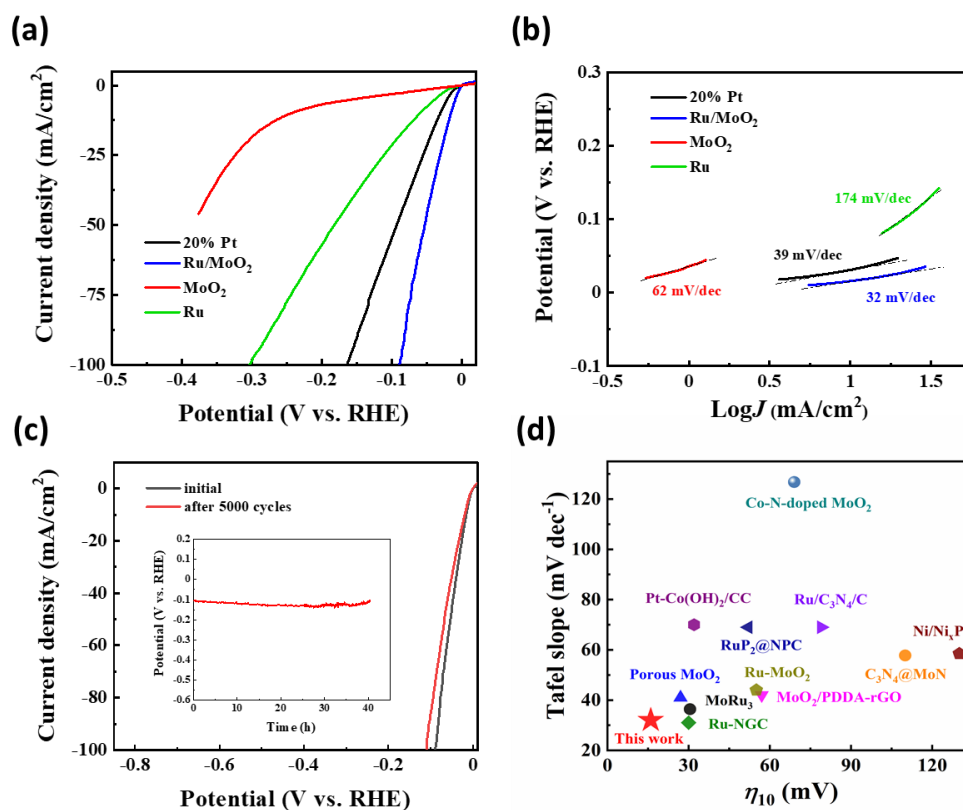 (a)
Current density (mA/cm²)
0
-25
-50
-75
-100
20% Pt
Ru/MoO₂
MoO₂
Ru
-0.5 -0.4 -0.3 -0.2 -0.1 0
Potential (V vs. RHE)
(b)
Potential (V vs. RHE)
0.3
0.2
0.1
0
-0.1
20% Pt
Ru/MoO₂
MoO₂
Ru
174 mV/dec
39 mV/dec
62 mV/dec
32 mV/dec
-0.5 0 0.5 1 1.5
LogJ (mA/cm²)
(c)
Current density (mA/cm²)
0
-20
-40
-60
-80
-100
initial
after 5000 cycles
Potential (V vs. RHE)
0.2
0.1
0
-0.1
-0.2
-0.3
-0.4
-0.5
-0.6
0 10 20 30 40
Time (h)
-0.8 -0.6 -0.4 -0.2 0
Potential (V vs. RHE)
(d)
Tafel slope (mV dec⁻¹)
120
100
80
60
40
20
Co-N-doped MoO₂
Pt-Co(OH)₂/CC
Ru/C₃N₄/C
RuP₂@NPC
Ni/NiₓP
C₃N₄@MoN
Ru-MoO₂
Porous MoO₂
MoO₂/PDDA-rGO
MoRu₃
Ru-NGC
This work
0 30 60 90 120
η₁₀ (mV)